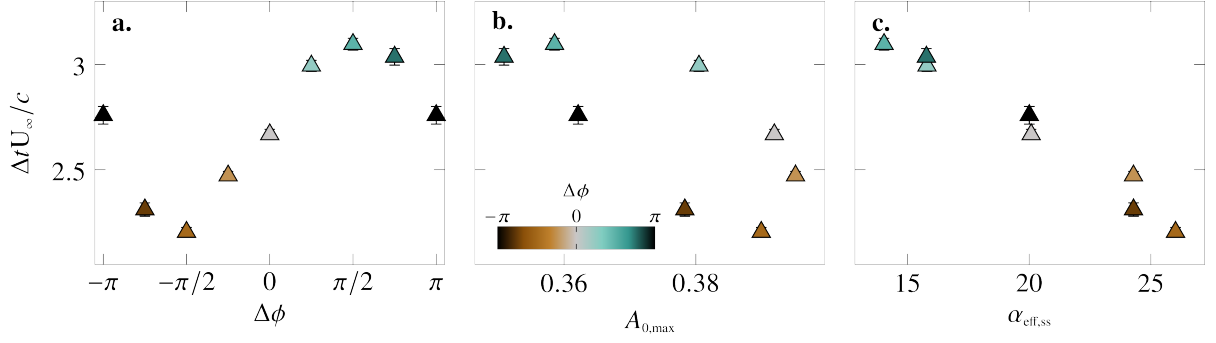 a.
b.
c.
ΔtU∞/c
3
2.5
−π
−π/2
0
π/2
π
Δϕ
Δϕ
−π 0 π
0.36
0.38
A0,max
15
20
25
αeff,ss